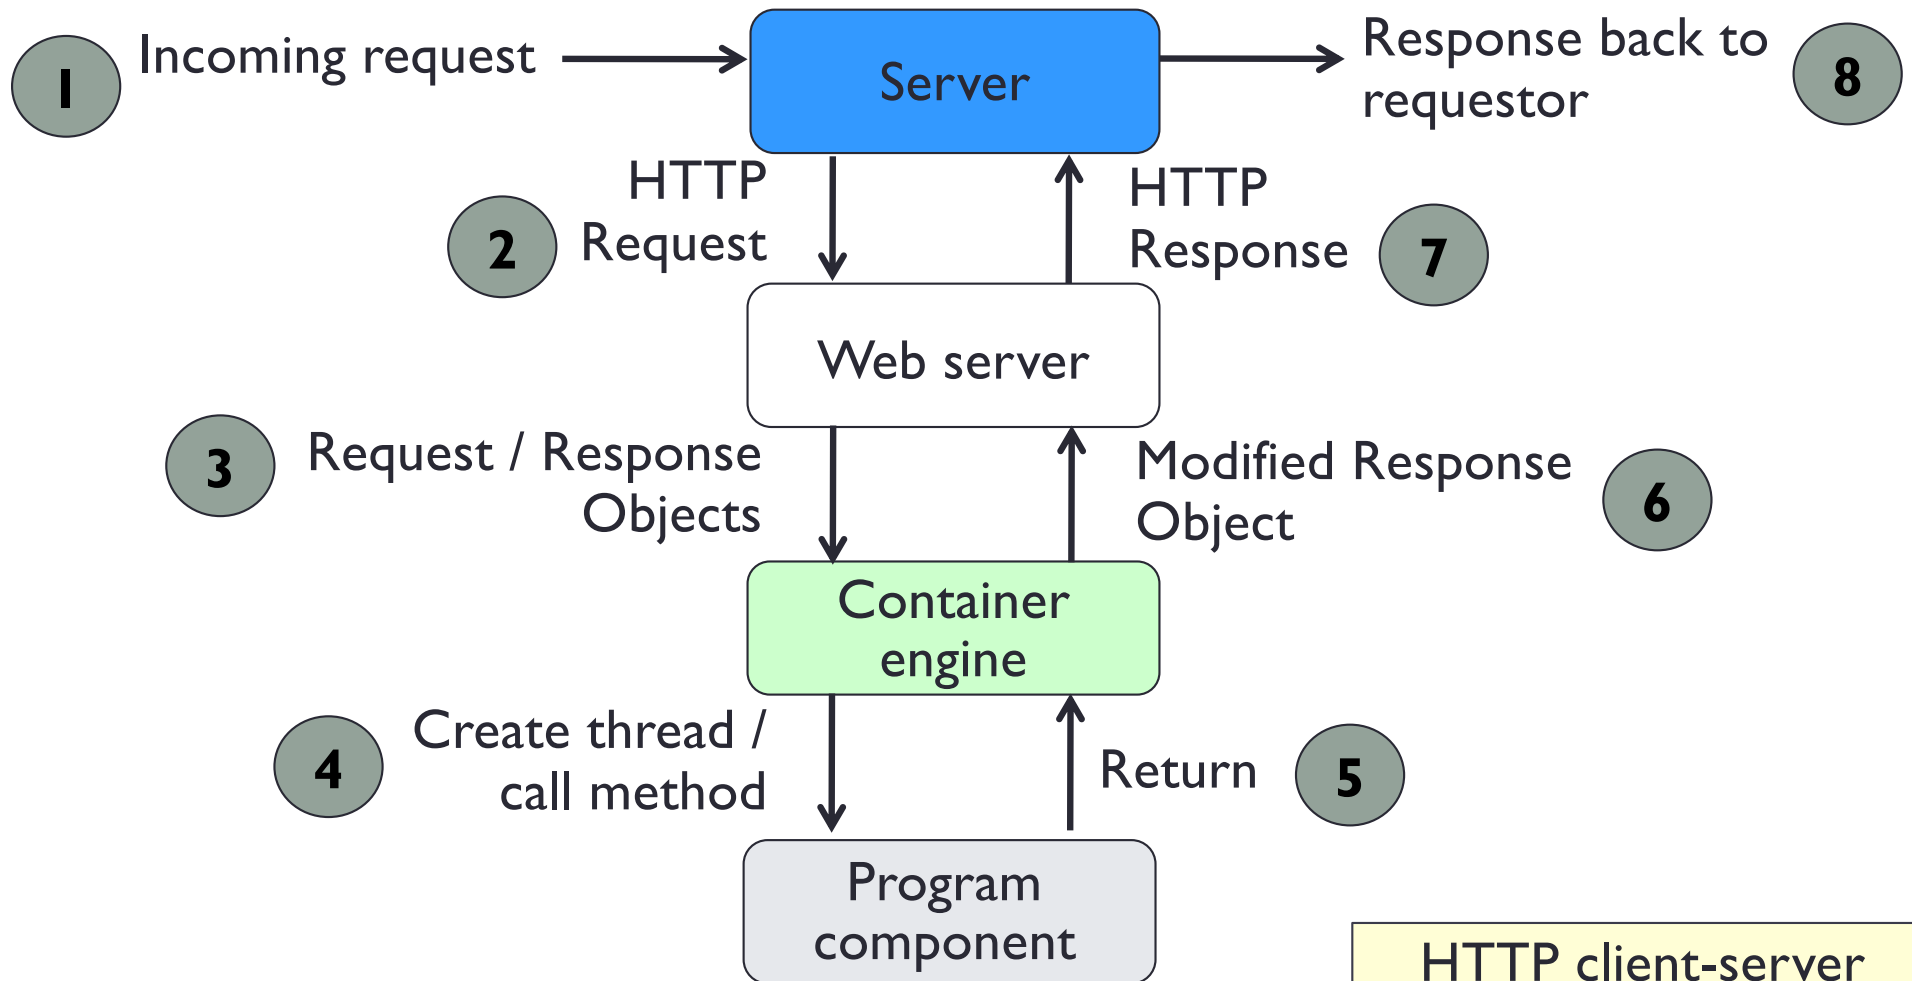 1
Incoming request
Server
Response back to
requestor
8
2
HTTP
Request
HTTP
Response
7
Web server
3
Request / Response
Objects
Modified Response
Object
6
Container
engine
4
Create thread /
call method
Return
5
Program
component
HTTP client-server